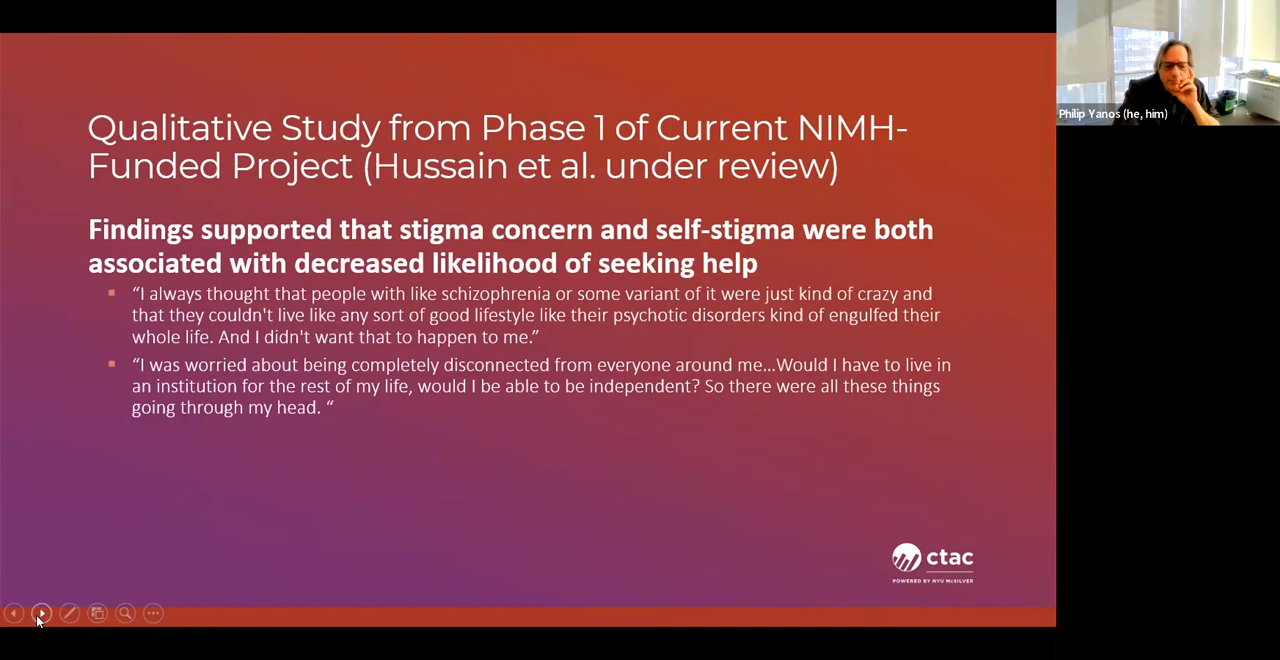 Qualitative Study from Phase 1 of Current NIMH-
Funded Project (Hussain et al. under review)
Findings supported that stigma concern and self-stigma were both
associated with decreased likelihood of seeking help
“I always thought that people with like schizophrenia or some variant of it were just kind of crazy and
that they couldn't live like any sort of good lifestyle like their psychotic disorders kind of engulfed their
whole life. And I didn't want that to happen to me.”
“I was worried about being completely disconnected from everyone around me…Would I have to live in
an institution for the rest of my life, would I be able to be independent? So there were all these things
going through my head. “
ctac
POWERED BY NYU McSILVER
Philip Yanos (he, him)